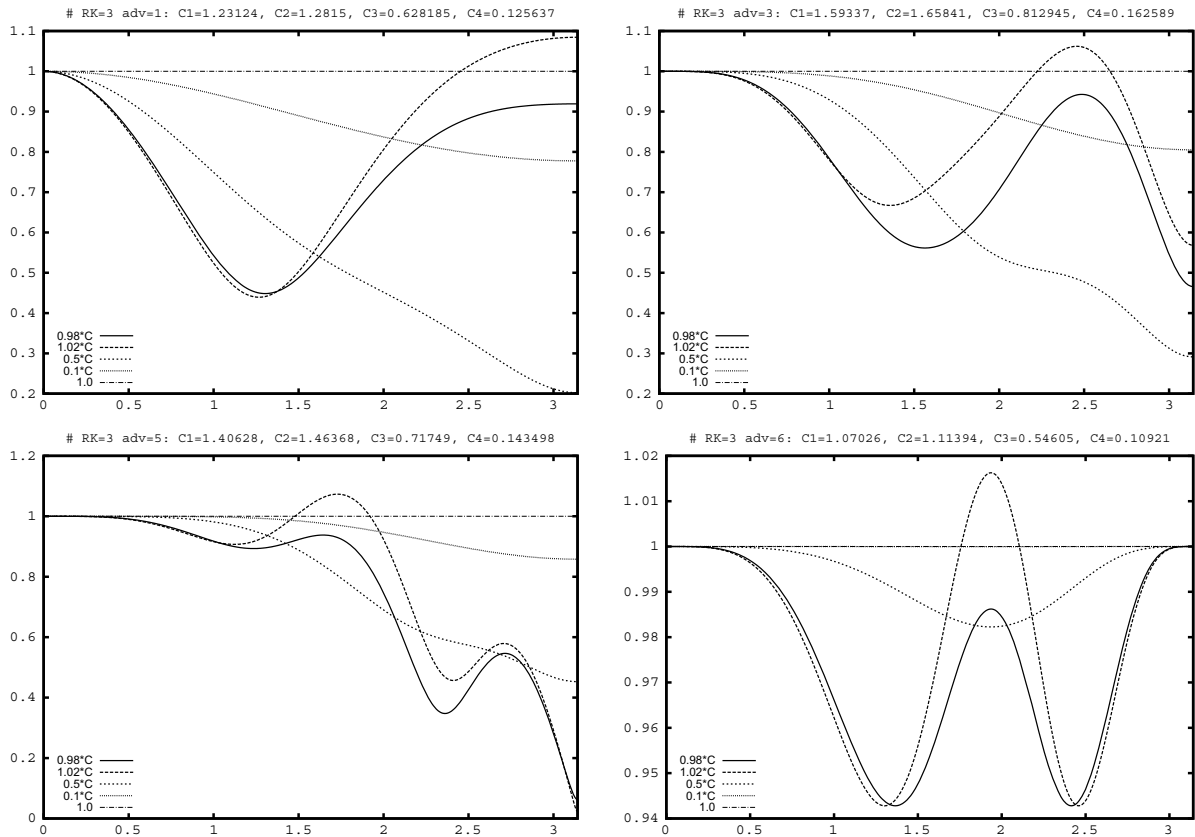 # RK=3 adv=1: C1=1.23124, C2=1.2815, C3=0.628185, C4=0.125637
1.1
1
0.9
0.8
0.7
0.6
0.5
0.4
0.3
0.2
0.98*C
1.02*C
0.5*C
0.1*C
1.0
0 0.5 1 1.5 2 2.5 3
# RK=3 adv=3: C1=1.59337, C2=1.65841, C3=0.812945, C4=0.162589
1.1
1
0.9
0.8
0.7
0.6
0.5
0.4
0.3
0.2
0.98*C
1.02*C
0.5*C
0.1*C
1.0
0 0.5 1 1.5 2 2.5 3
# RK=3 adv=5: C1=1.40628, C2=1.46368, C3=0.71749, C4=0.143498
1.2
1
0.8
0.6
0.4
0.2
0
0.98*C
1.02*C
0.5*C
0.1*C
1.0
0 0.5 1 1.5 2 2.5 3
# RK=3 adv=6: C1=1.07026, C2=1.11394, C3=0.54605, C4=0.10921
1.02
1.01
1
0.99
0.98
0.97
0.96
0.95
0.94
0.98*C
1.02*C
0.5*C
0.1*C
1.0
0 0.5 1 1.5 2 2.5 3